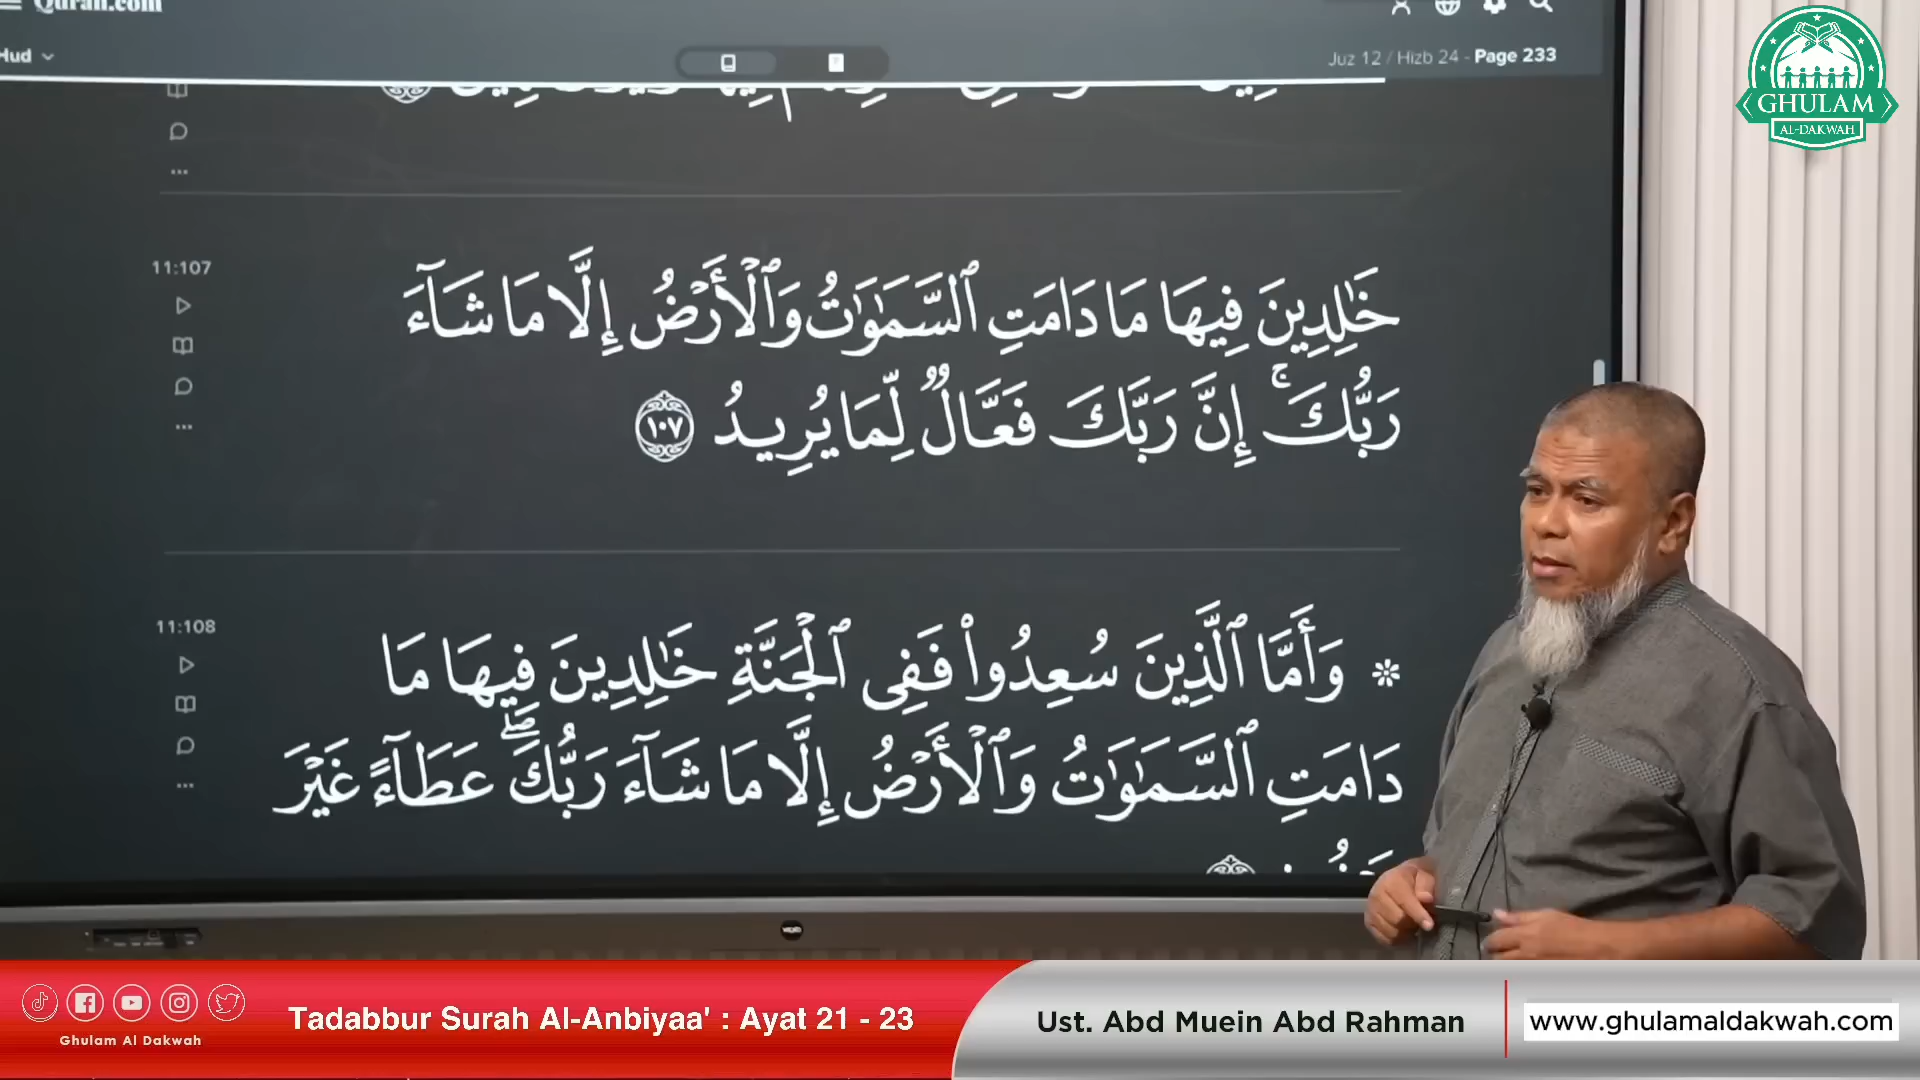 Quran.com
Hud
Juz 12 / Hizb 24 - Page 233
GHULAM
AL-DAKWAH
11:107
خَـٰلِدِينَ فِيهَا مَا دَامَتِ ٱلسَّمَـٰوَٰتُ وَٱلْأَرْضُ إِلَّا مَا شَآءَ
رَبُّكَ ۚ إِنَّ رَبَّكَ فَعَّالٌۭ لِّمَا يُرِيدُ ١٠٧
11:108
۞ وَأَمَّا ٱلَّذِينَ سُعِدُوا۟ فَفِى ٱلْجَنَّةِ خَـٰلِدِينَ فِيهَا مَا
دَامَتِ ٱلسَّمَـٰوَٰتُ وَٱلْأَرْضُ إِلَّا مَا شَآءَ رَبُّكَ ۖ عَطَآءً غَيْرَ
Ghulam Al Dakwah
Tadabbur Surah Al-Anbiyaa' : Ayat 21 - 23
Ust. Abd Muein Abd Rahman
www.ghulamaldakwah.com